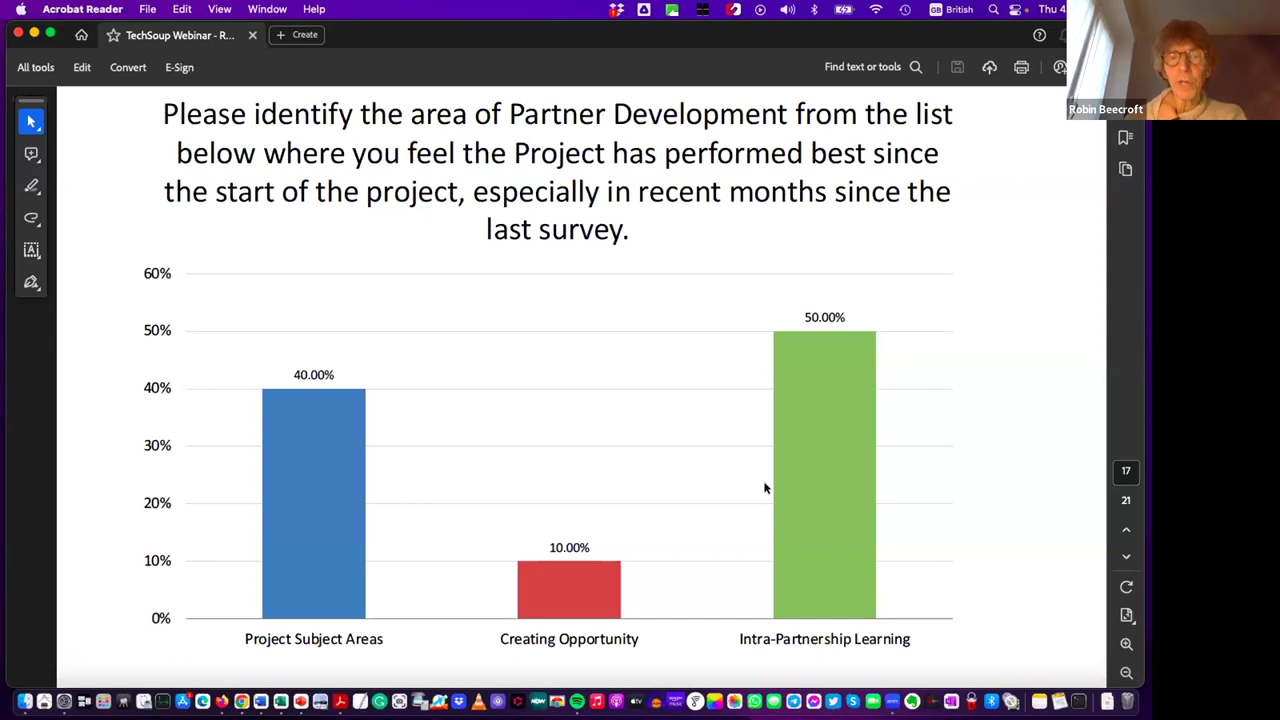 Acrobat Reader File Edit View Window Help
British
Thu 4
TechSoup Webinar - R...
Create
All tools Edit Convert E-Sign
Find text or tools
Robin Beecroft
Please identify the area of Partner Development from the list
below where you feel the Project has performed best since
the start of the project, especially in recent months since the
last survey.
60%
50%
40%
30%
20%
10%
0%
40.00%
10.00%
50.00%
Project Subject Areas
Creating Opportunity
Intra-Partnership Learning
17
21